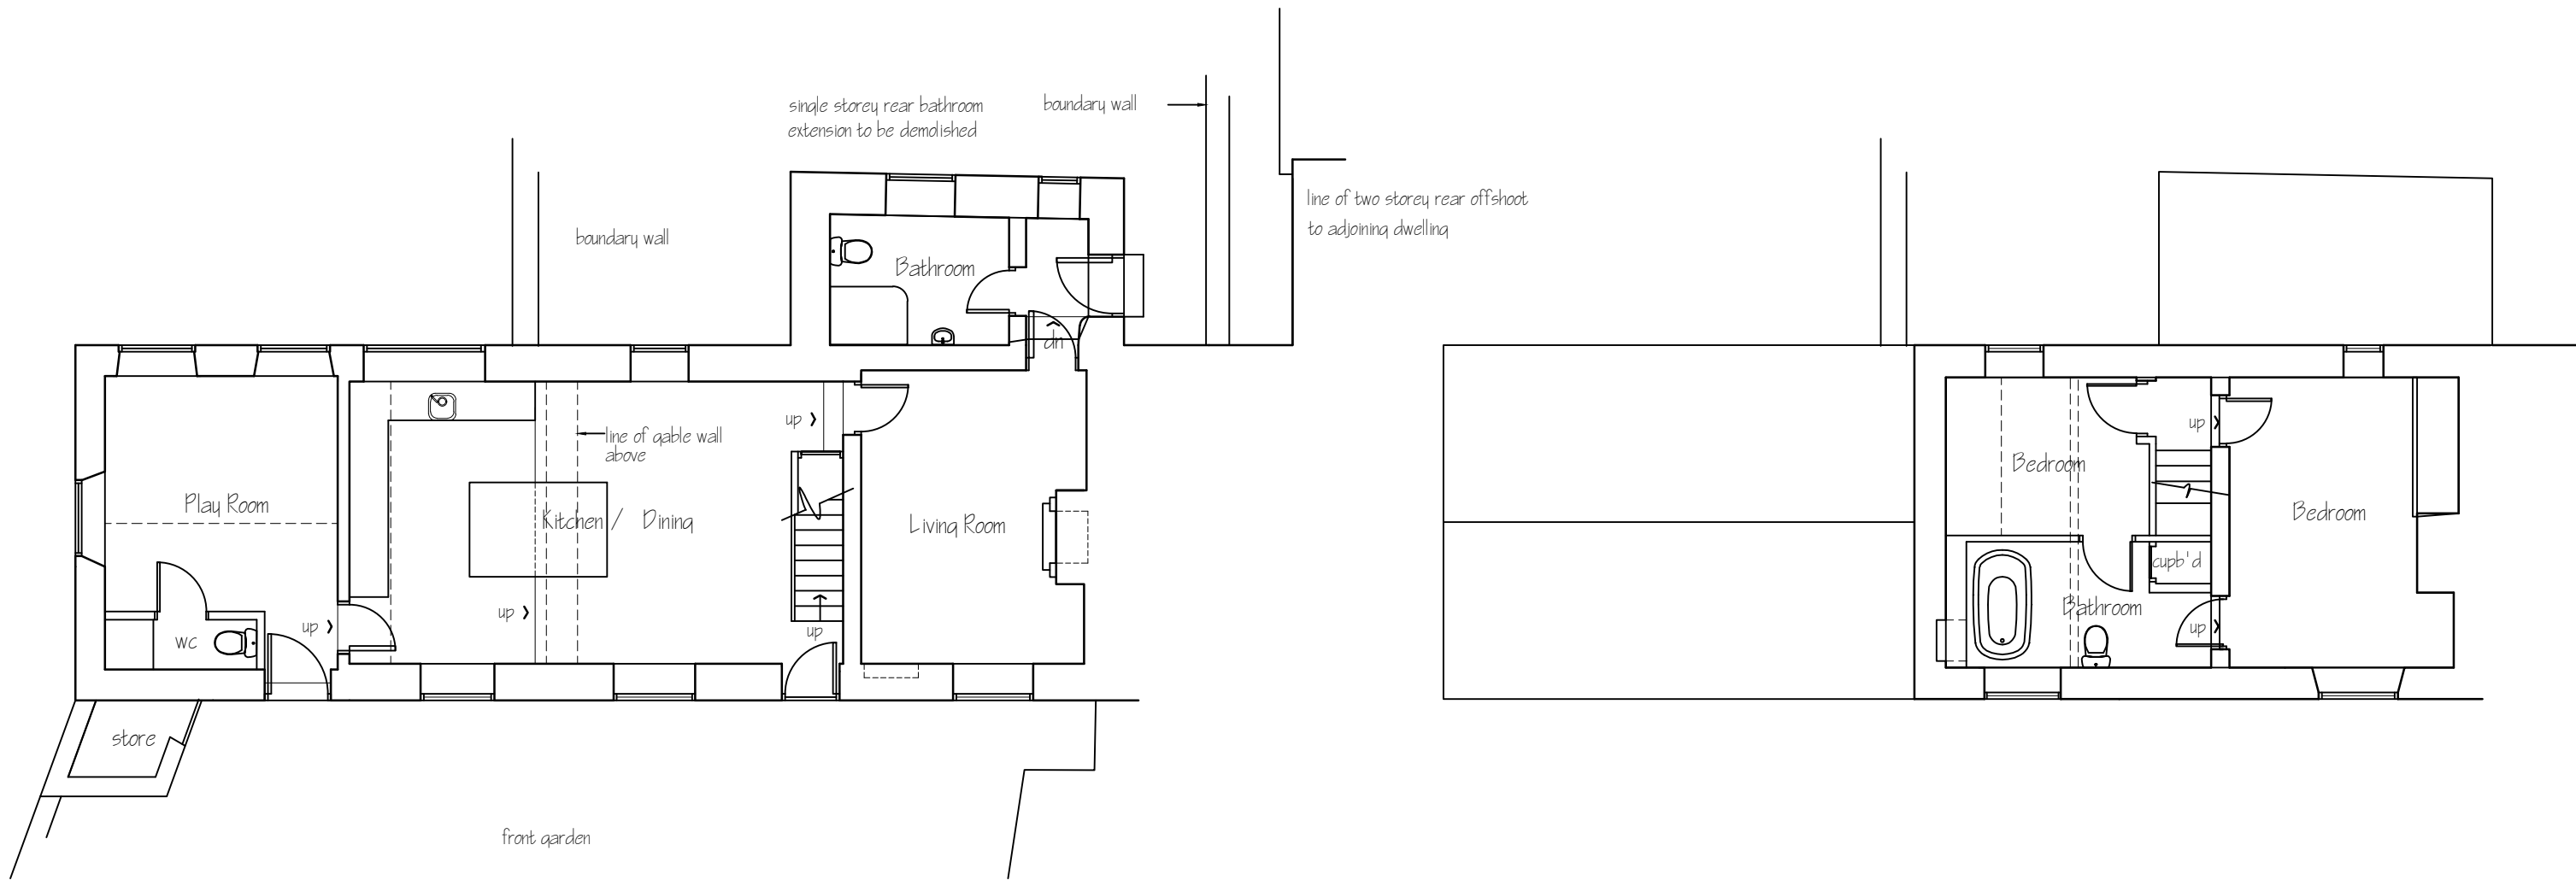 single storey rear bathroom
extension to be demolished
boundary wall
line of two storey rear offshoot
to adjoining dwelling
boundary wall
Bathroom
dn
up
line of gable wall
above
Play Room
Kitchen / Dining
Living Room
up
up
up
wc
store
front garden
up
Bedroom
Bedroom
cupb'd
Bathroom
up